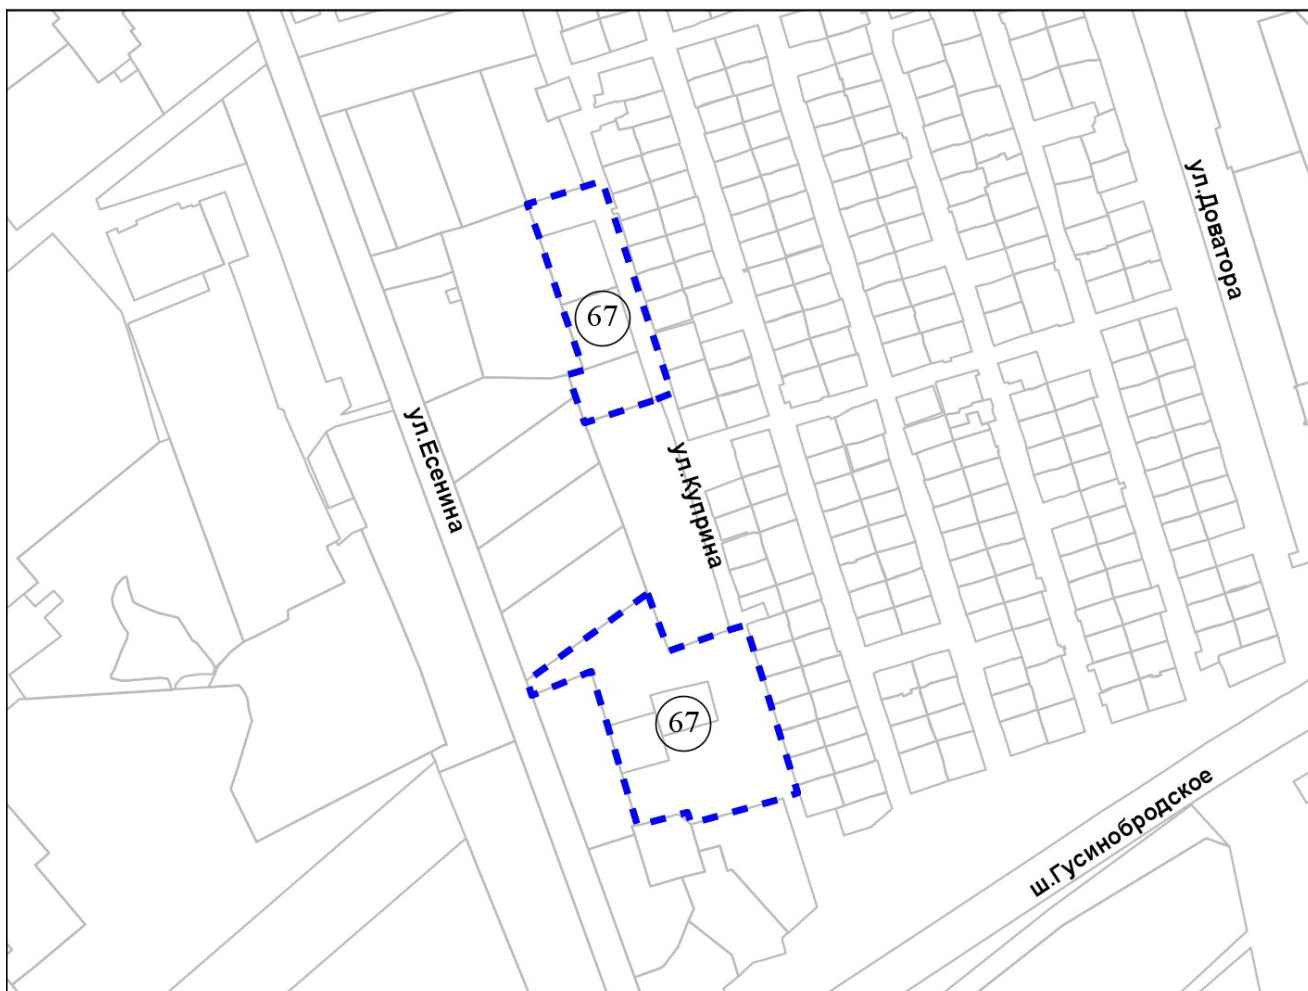 ул.Доватора
67
ул.Есенина
ул.Куприна
67
ш.Гусинобродское